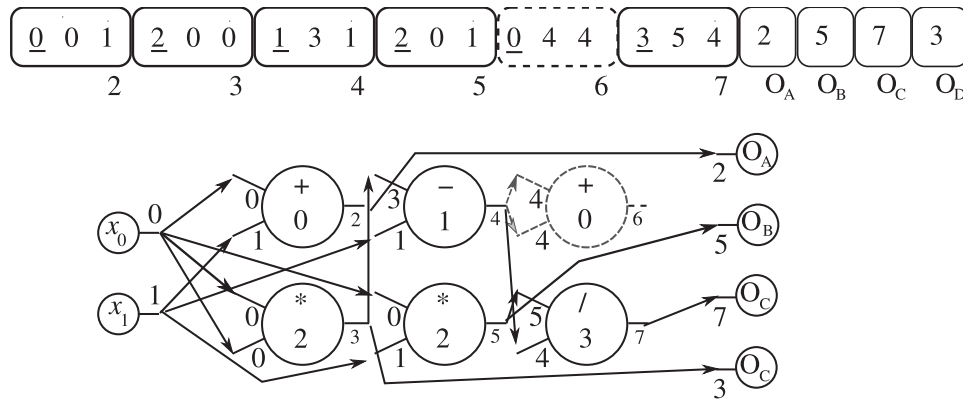 0 0 1 2 0 0 1 3 1 2 0 1 0 4 4 3 5 4 2 5 7 3
2 3 4 5 6 7 O_A O_B O_C O_D
O_A
2
+ − +
0 3 4
x_0 0 0 2 1 4 0 6 O_B
1 1 4 5
x_1 1 * * / O_C
0 0 5 7
2 3 2 5 3 7
0 1 4 O_C
3